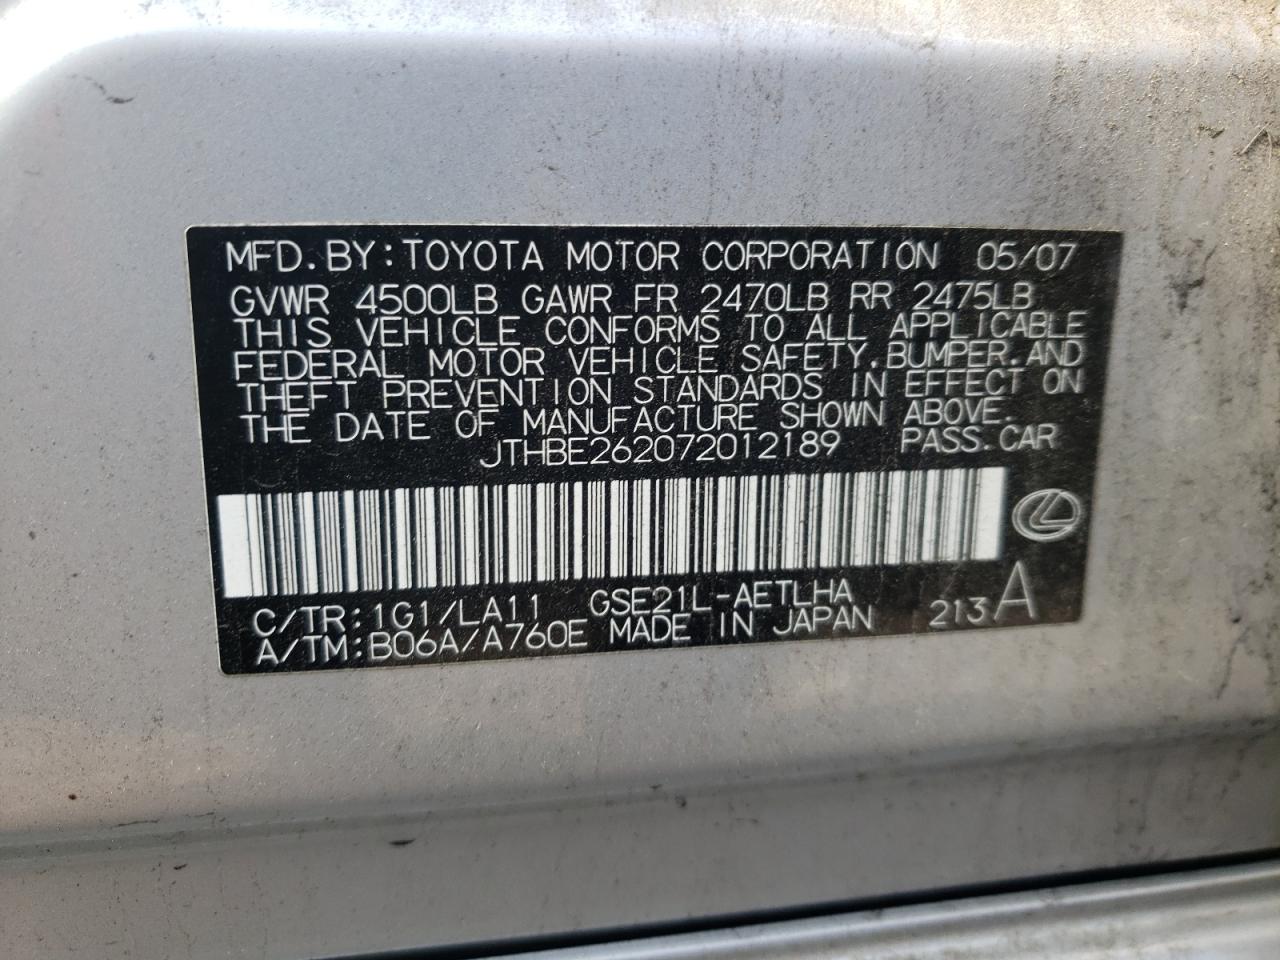 MFD.BY:TOYOTA MOTOR CORPORATION 05/07
GVWR 4500LB GAWR FR 2470LB RR 2475LB
THIS VEHICLE CONFORMS TO ALL APPLICABLE
FEDERAL MOTOR VEHICLE SAFETY,BUMPER,AND
THEFT PREVENTION STANDARDS IN EFFECT ON
THE DATE OF MANUFACTURE SHOWN ABOVE.
JTHBE262072012189 PASS.CAR
C/TR:1G1/LA11 GSE21L-AETLHA
A/TM:B06A/A760E MADE IN JAPAN 213A